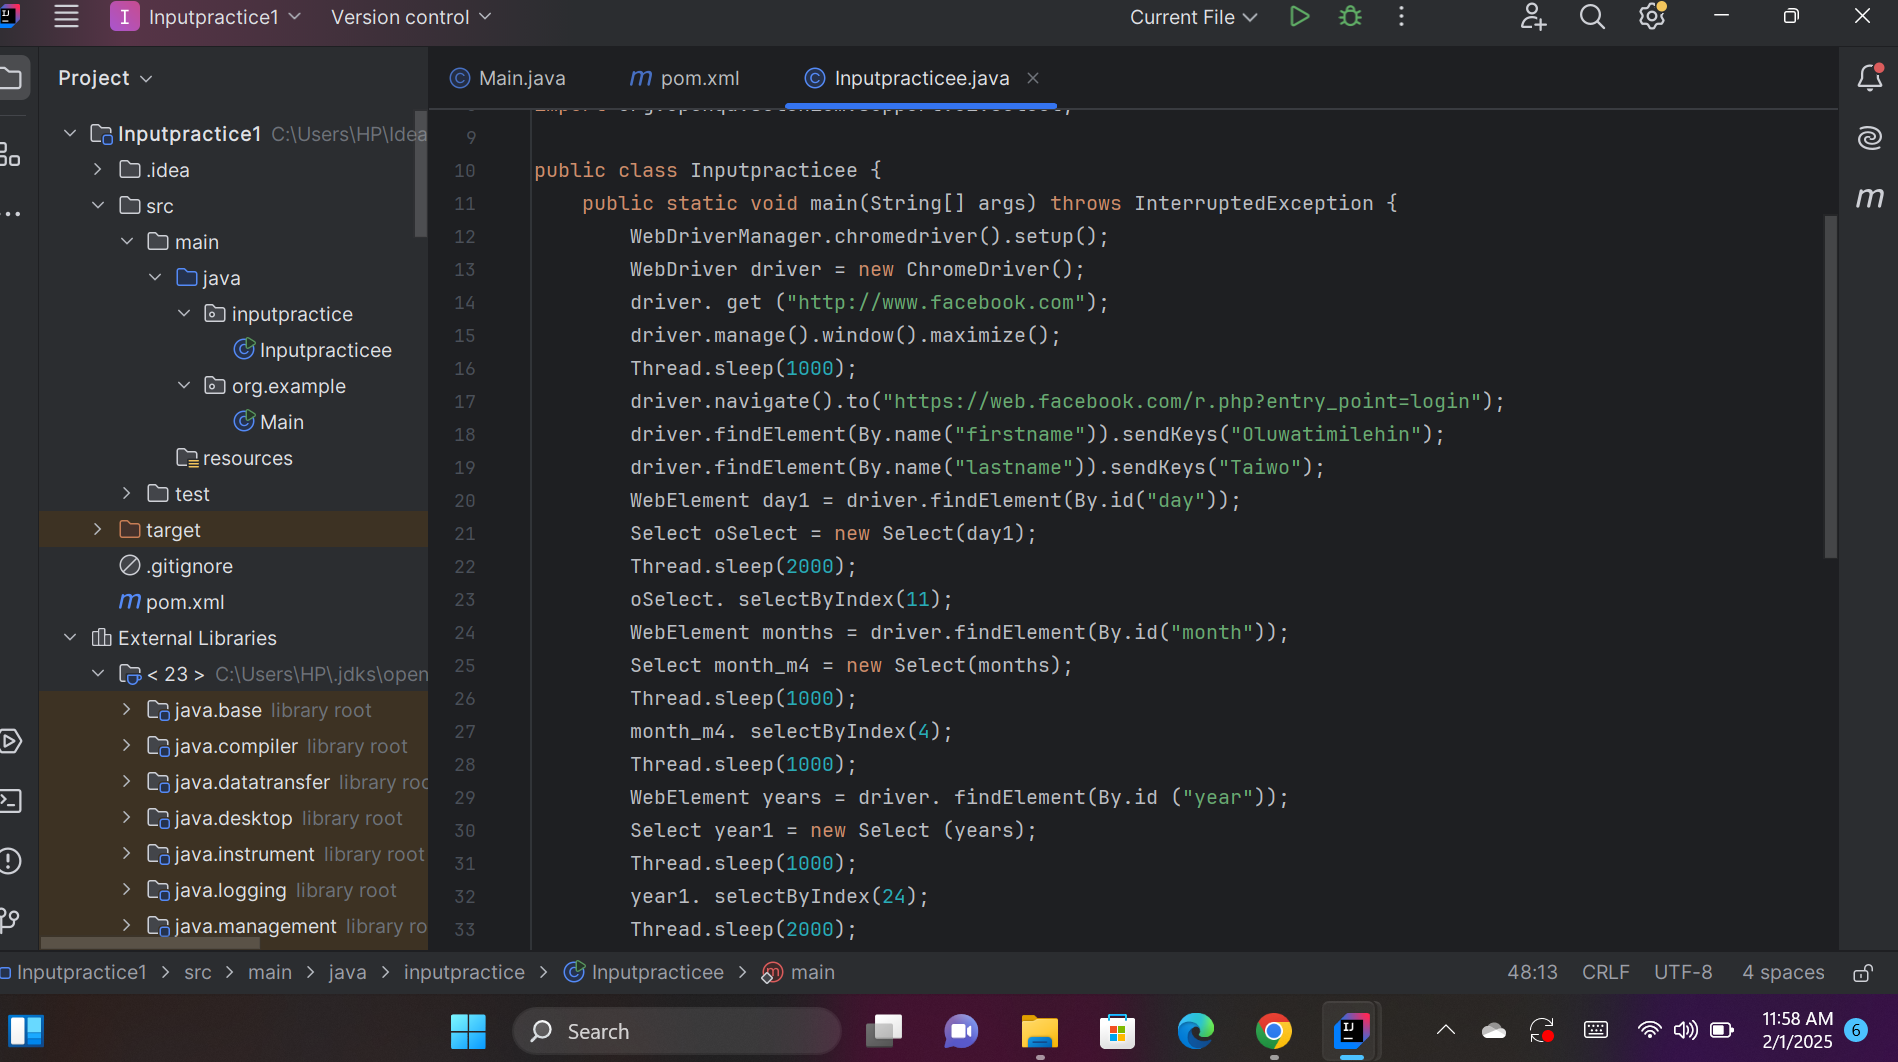 Inputpractice1
Version control
Current File
Project
Main.java
pom.xml
Inputpracticee.java
Inputpractice1 C:\Users\HP\Idea
.idea
src
main
java
inputpractice
Inputpracticee
org.example
Main
resources
test
target
.gitignore
pom.xml
External Libraries
< 23 > C:\Users\HP\.jdks\open
java.base library root
java.compiler library root
java.datatransfer library roo
java.desktop library root
java.instrument library root
java.logging library root
java.management library ro
9
10 public class Inputpracticee {
11 public static void main(String[] args) throws InterruptedException {
12 WebDriverManager.chromedriver().setup();
13 WebDriver driver = new ChromeDriver();
14 driver. get ("http://www.facebook.com");
15 driver.manage().window().maximize();
16 Thread.sleep(1000);
17 driver.navigate().to("https://web.facebook.com/r.php?entry_point=login");
18 driver.findElement(By.name("firstname")).sendKeys("Oluwatimilehin");
19 driver.findElement(By.name("lastname")).sendKeys("Taiwo");
20 WebElement day1 = driver.findElement(By.id("day"));
21 Select oSelect = new Select(day1);
22 Thread.sleep(2000);
23 oSelect. selectByIndex(11);
24 WebElement months = driver.findElement(By.id("month"));
25 Select month_m4 = new Select(months);
26 Thread.sleep(1000);
27 month_m4. selectByIndex(4);
28 Thread.sleep(1000);
29 WebElement years = driver. findElement(By.id ("year"));
30 Select year1 = new Select (years);
31 Thread.sleep(1000);
32 year1. selectByIndex(24);
33 Thread.sleep(2000);
Inputpractice1 > src > main > java > inputpractice > Inputpracticee > main
48:13 CRLF UTF-8 4 spaces
Search
11:58 AM
2/1/2025
6